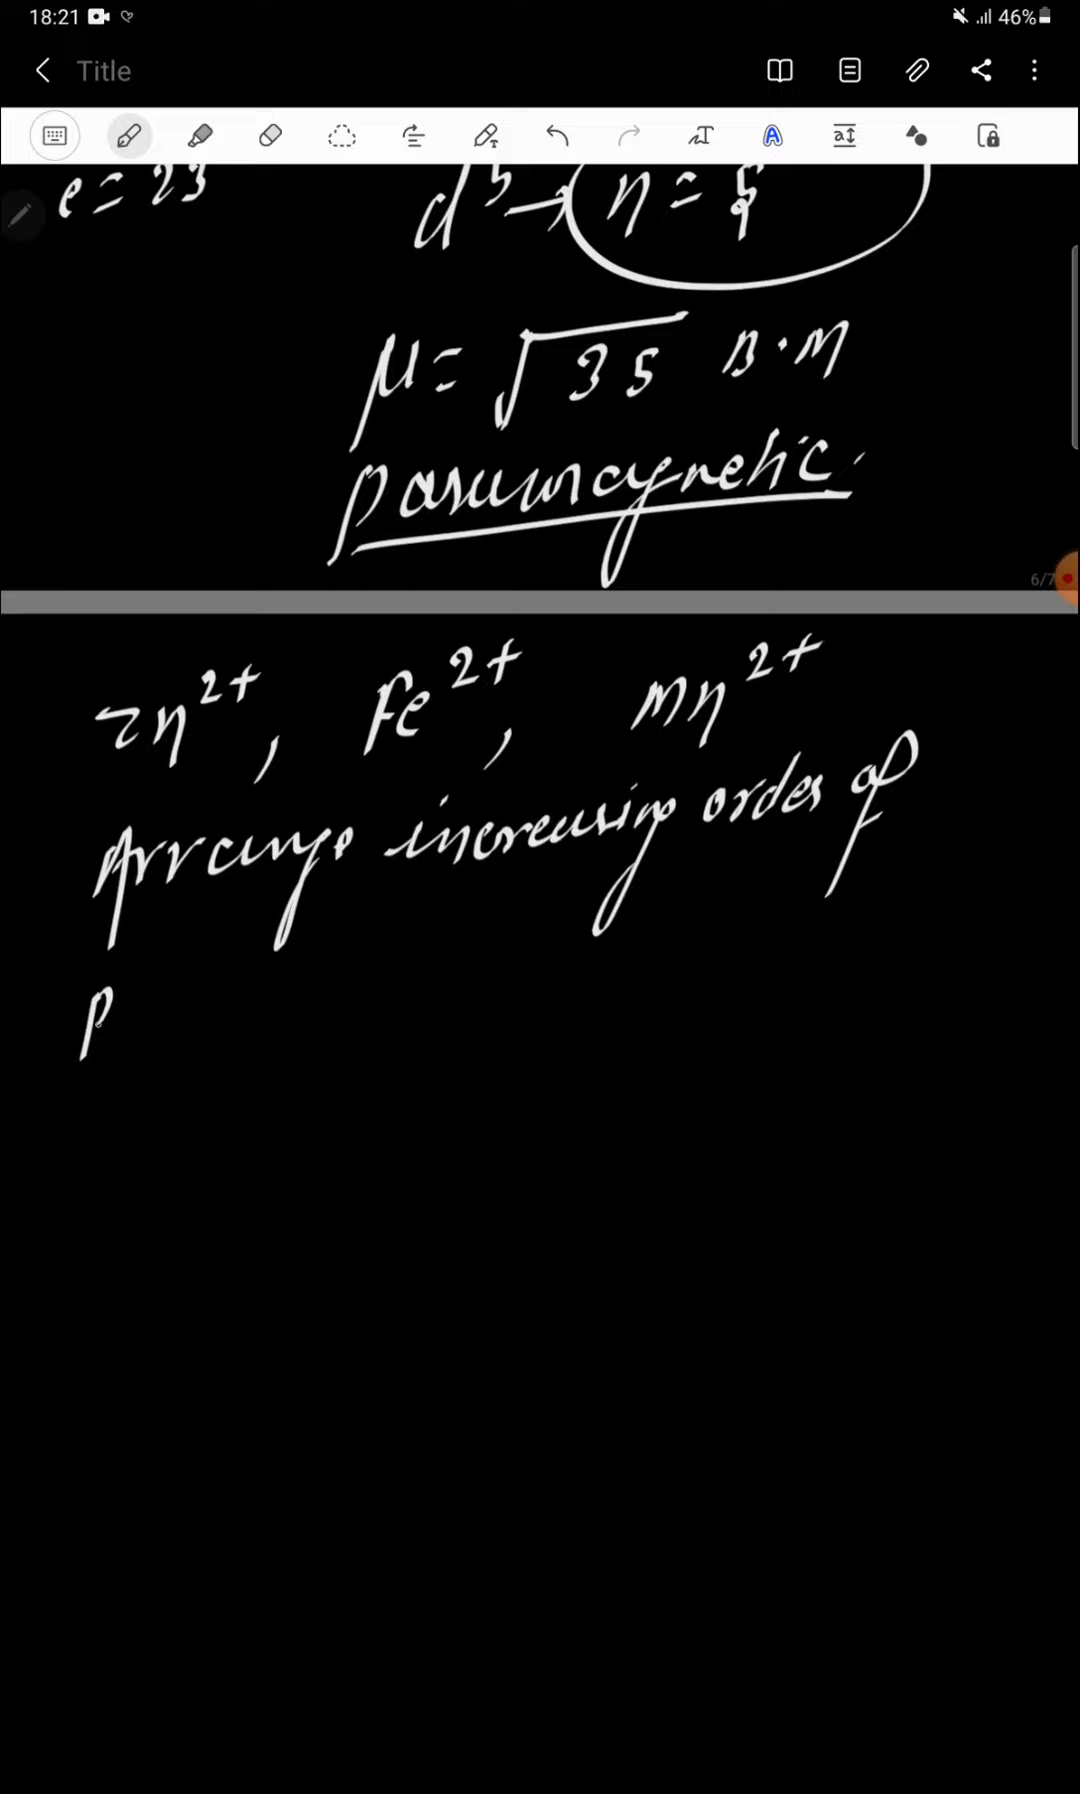 18:21 46%
Title
e = 23 d⁵ → n = 5
μ = √35 B.M
paramagnetic.
6/7
Zn²⁺, Fe²⁺, Mn²⁺
Arrange increasing order of
P